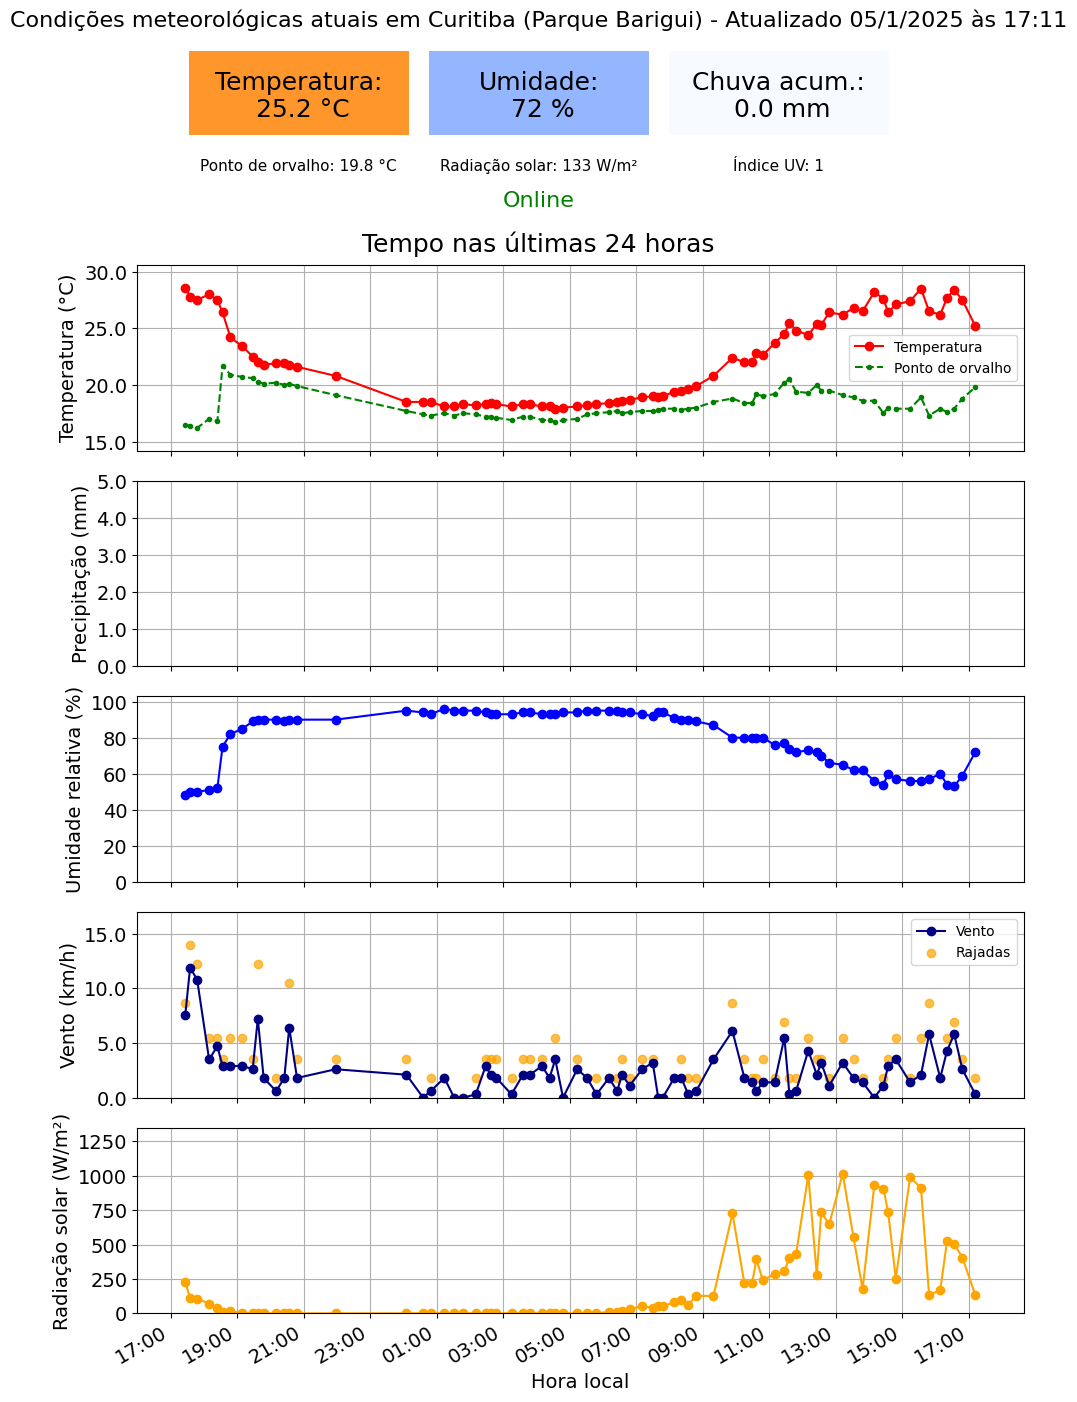 Condições meteorológicas atuais em Curitiba (Parque Barigui) - Atualizado 05/1/2025 às 17:11
Temperatura:
25.2 °C
Umidade:
72 %
Chuva acum.:
0.0 mm
Ponto de orvalho: 19.8 °C
Radiação solar: 133 W/m²
Índice UV: 1
Online
Tempo nas últimas 24 horas
Temperatura (°C)
30.0
25.0
20.0
15.0
Temperatura
Ponto de orvalho
Precipitação (mm)
5.0
4.0
3.0
2.0
1.0
0.0
Umidade relativa (%)
100
80
60
40
20
0
Vento (km/h)
15.0
10.0
5.0
0.0
Vento
Rajadas
Radiação solar (W/m²)
1250
1000
750
500
250
0
17:00
19:00
21:00
23:00
01:00
03:00
05:00
07:00
09:00
11:00
13:00
15:00
17:00
Hora local